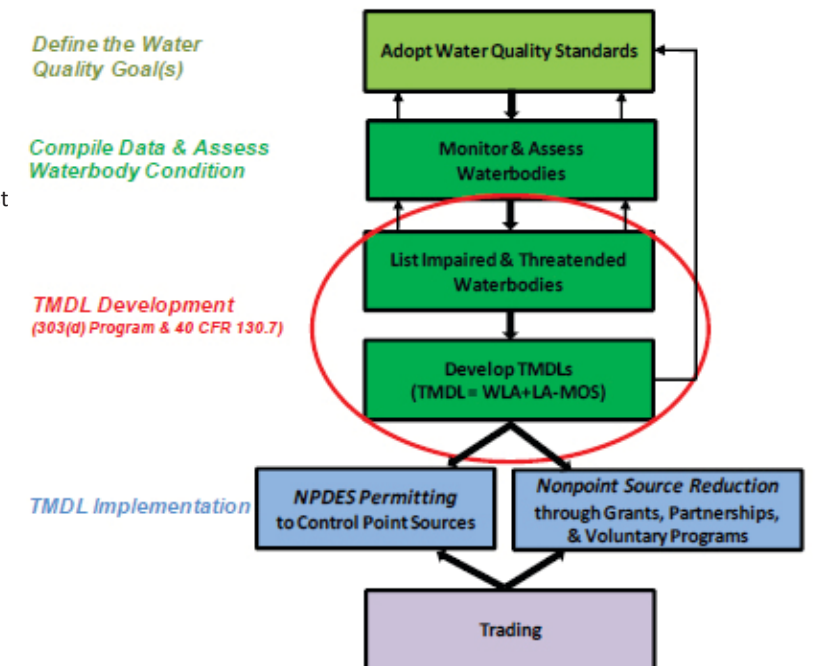 Define the Water
Quality Goal(s)
Adopt Water Quality Standards
Compile Data & Assess
Waterbody Condition
Monitor & Assess
Waterbodies
t
List Impaired & Threatended
Waterbodies
TMDL Development
(303(d) Program & 40 CFR 130.7)
Develop TMDLs
(TMDL = WLA+LA-MOS)
TMDL Implementation
NPDES Permitting
to Control Point Sources
Nonpoint Source Reduction
through Grants, Partnerships,
& Voluntary Programs
Trading